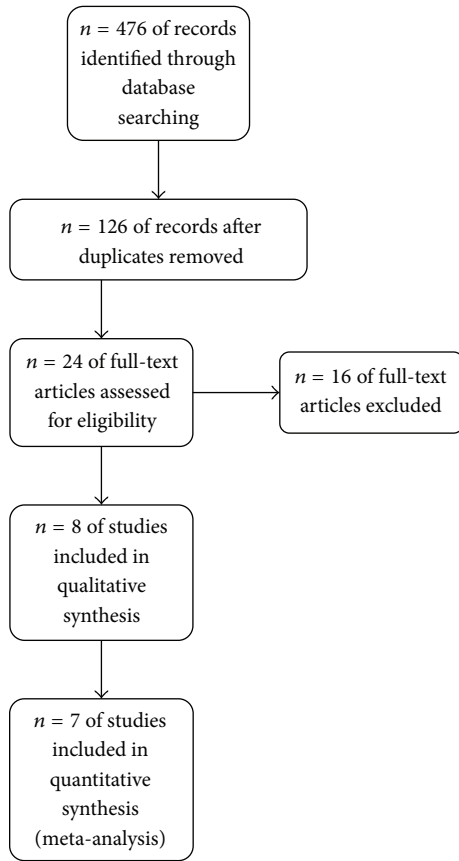 n = 476 of records
identified through
database
searching
n = 126 of records after
duplicates removed
n = 24 of full-text
articles assessed
for eligibility
n = 16 of full-text
articles excluded
n = 8 of studies
included in
qualitative
synthesis
n = 7 of studies
included in
quantitative
synthesis
(meta-analysis)